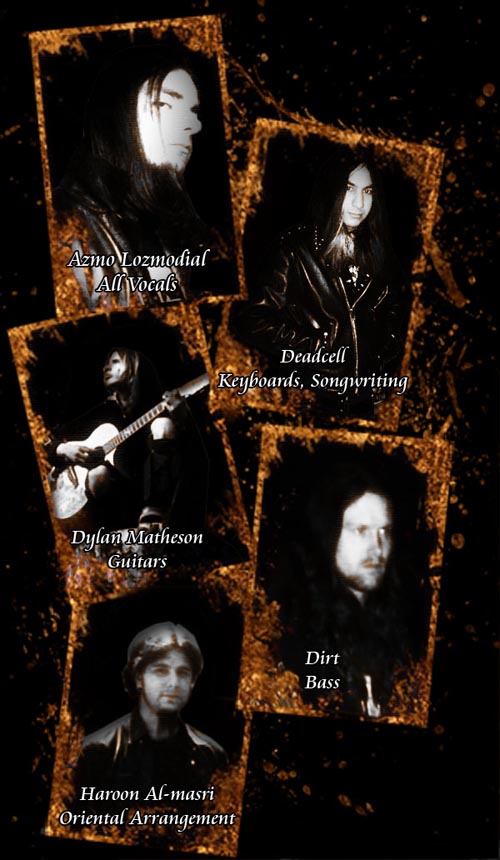 Azmo Lozmodial
All Vocals
Deadcell
Keyboards, Songwriting
Dylan Matheson
Guitars
Dirt
Bass
Haroon Al-masri
Oriental Arrangement